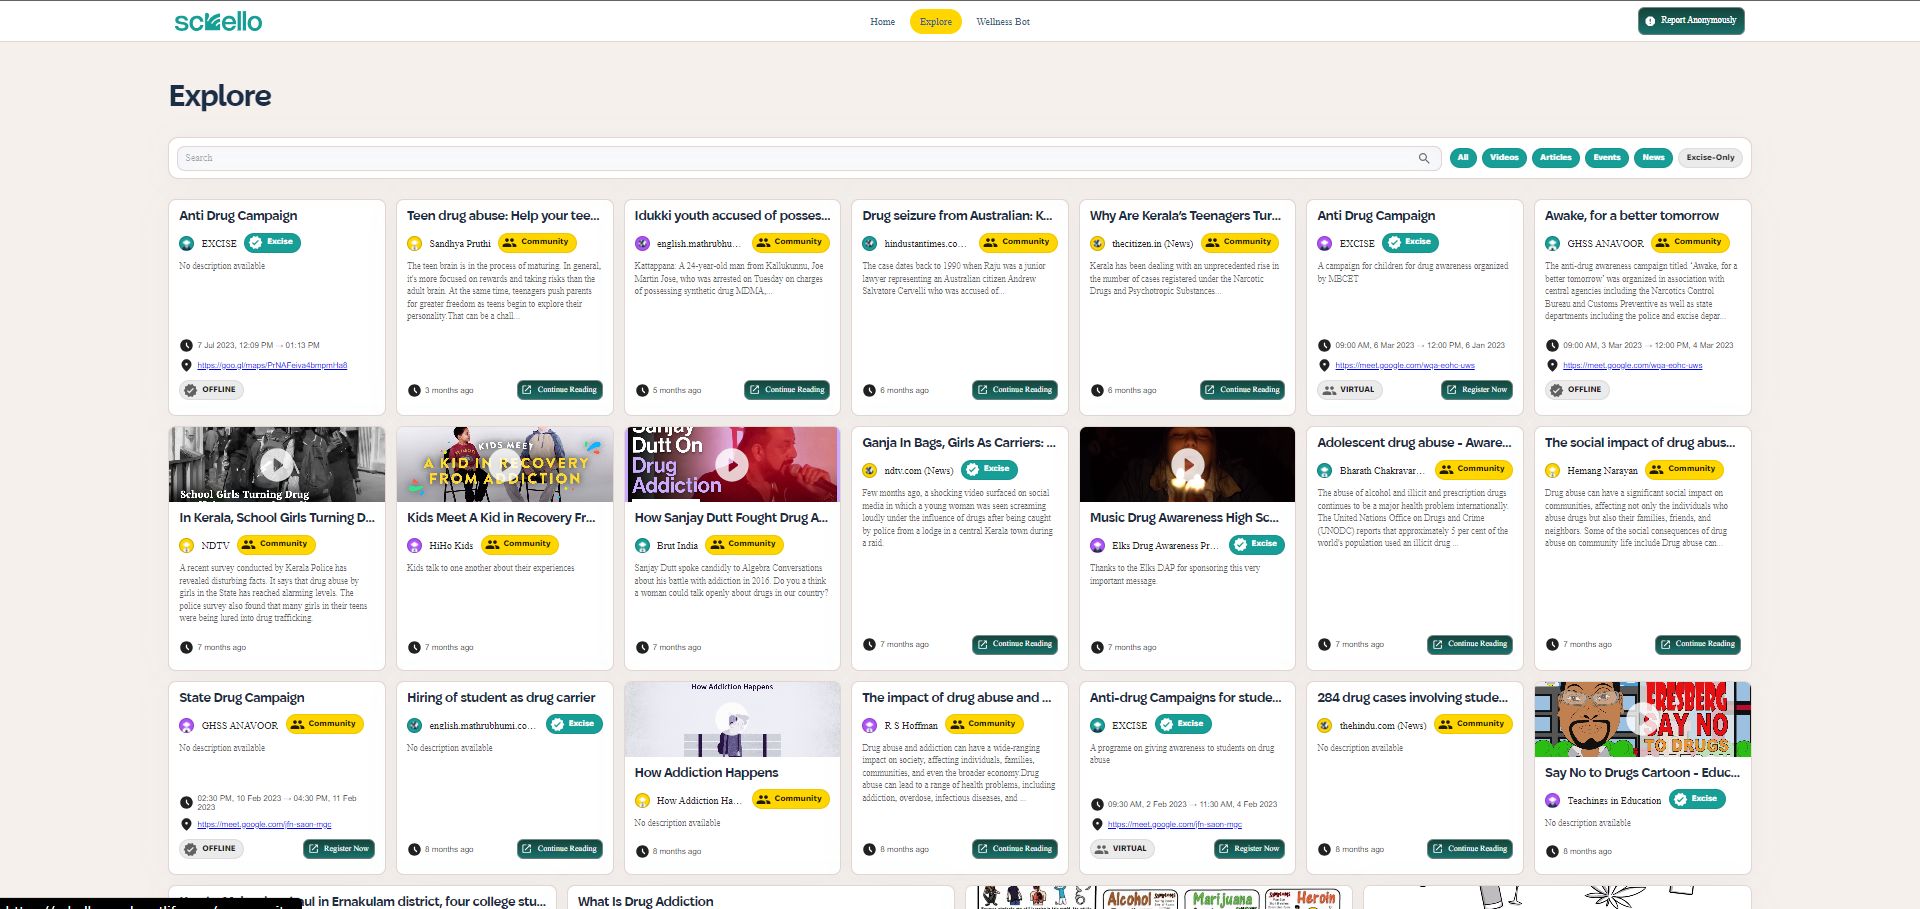 Home
Explore
Wellness Bot
Report Anonymously
Explore
Search
All
Videos
Articles
Events
News
Excise-Only
Anti Drug Campaign
EXCISE
Excise
No description available
7 Jul 2023, 12:09 PM → 01:13 PM
https://goo.gl/maps/PrNAFeiva4bmpmHa8
OFFLINE
Teen drug abuse: Help your tee...
Sandhya Pruthi
Community
The teen brain is in the process of maturing. In general,
it's more focused on rewards and taking risks than the
adult brain. At the same time, teenagers push parents
for greater freedom as teens begin to explore their
personality.That can be a chall...
3 months ago
Continue Reading
Idukki youth accused of posses...
english.mathrubhu...
Community
Kattappana: A 24-year-old man from Kallukunnu, Joe
Martin Jose, who was arrested on Tuesday on charges
of possessing synthetic drug MDMA,...
5 months ago
Continue Reading
Drug seizure from Australian: K...
hindustantimes.co...
Community
The case dates back to 1990 when Raju was a junior
lawyer representing an Australian citizen Andrew
Salvatore Cervelli who was accused of...
6 months ago
Continue Reading
Why Are Kerala's Teenagers Tur...
thecitizen.in (News)
Community
Kerala has been dealing with an unprecedented rise in
the number of cases registered under the Narcotic
Drugs and Psychotropic Substances...
6 months ago
Continue Reading
Anti Drug Campaign
EXCISE
Excise
A campaign for children for drug awareness organized
by MBCET
09:00 AM, 6 Mar 2023 → 12:00 PM, 6 Jan 2023
https://meet.google.com/wqa-eohc-uws
VIRTUAL
Register Now
Awake, for a better tomorrow
GHSS ANAVOOR
Community
The anti-drug awareness campaign titled 'Awake, for a
better tomorrow' was organized in association with
central agencies including the Narcotics Control
Bureau and Customs Preventive as well as state
departments including the police and excise depar...
09:00 AM, 3 Mar 2023 → 12:00 PM, 4 Mar 2023
https://meet.google.com/wqa-eohc-uws
OFFLINE
School Girls Turning Drug
In Kerala, School Girls Turning D...
NDTV
Community
A recent survey conducted by Kerala Police has
revealed disturbing facts. It says that drug abuse by
girls in the State has reached alarming levels. The
police survey also found that many girls in their teens
were being lured into drug trafficking.
7 months ago
KIDS MEET
A KID IN RECOVERY
FROM ADDICTION
Kids Meet A Kid in Recovery Fr...
HiHo Kids
Community
Kids talk to one another about their experiences
7 months ago
Sanjay
Dutt On
Drug
Addiction
How Sanjay Dutt Fought Drug A...
Brut India
Community
Sanjay Dutt spoke candidly to Algebra Conversations
about his battle with addiction in 2016. Do you a think
a woman could talk openly about drugs in our country?
7 months ago
Ganja In Bags, Girls As Carriers: ...
ndtv.com (News)
Excise
Few months ago, a shocking video surfaced on social
media in which a young woman was seen screaming
loudly under the influence of drugs after being caught
by police from a lodge in a central Kerala town during
a raid.
7 months ago
Continue Reading
Music Drug Awareness High Sc...
Elks Drug Awareness Pr...
Excise
Thanks to the Elks DAP for sponsoring this very
important message.
7 months ago
Adolescent drug abuse - Aware...
Bharath Chakravar...
Community
The abuse of alcohol and illicit and prescription drugs
continues to be a major health problem internationally.
The United Nations Office on Drugs and Crime
(UNODC) reports that approximately 5 per cent of the
world's population used an illicit drug ...
7 months ago
Continue Reading
The social impact of drug abus...
Hemang Narayan
Community
Drug abuse can have a significant social impact on
communities, affecting not only the individuals who
abuse drugs but also their families, friends, and
neighbors. Some of the social consequences of drug
abuse on community life include Drug abuse can...
7 months ago
Continue Reading
State Drug Campaign
GHSS ANAVOOR
Community
No description available
02:30 PM, 10 Feb 2023 → 04:30 PM, 11 Feb
2023
https://meet.google.com/jfn-saon-mgc
OFFLINE
Register Now
Hiring of student as drug carrier
english.mathrubhumi.co...
Excise
No description available
8 months ago
Continue Reading
How Addiction Happens
How Addiction Happens
How Addiction Ha...
Community
No description available
8 months ago
The impact of drug abuse and ...
R S Hoffman
Community
Drug abuse and addiction can have a wide-ranging
impact on society, affecting individuals, families,
communities, and even the broader economy.Drug
abuse can lead to a range of health problems, including
addiction, overdose, infectious diseases, and ...
8 months ago
Continue Reading
Anti-drug Campaigns for stude...
EXCISE
Excise
A programe on giving awareness to students on drug
abuse
09:30 AM, 2 Feb 2023 → 11:30 AM, 4 Feb 2023
https://meet.google.com/jfn-saon-mgc
VIRTUAL
Register Now
284 drug cases involving stude...
thehindu.com (News)
Community
No description available
8 months ago
Continue Reading
FRESBERG
SAY NO
TO DRUGS
Say No to Drugs Cartoon - Educ...
Teachings in Education
Excise
No description available
8 months ago
in Ernakulam district, four college stu...
What Is Drug Addiction
Alcohol
Marijuana
Heroin